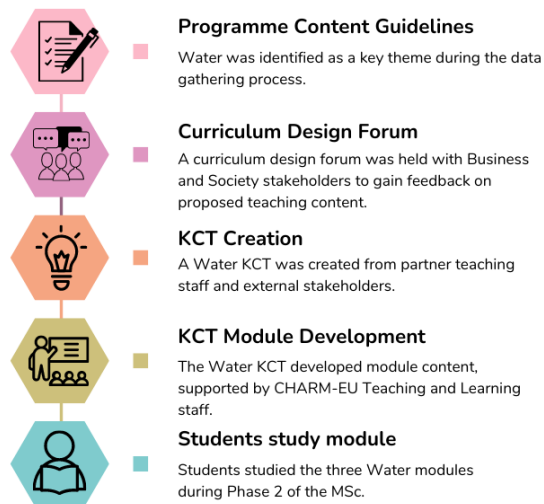 Programme Content Guidelines
Water was identified as a key theme during the data
gathering process.
Curriculum Design Forum
A curriculum design forum was held with Business
and Society stakeholders to gain feedback on
proposed teaching content.
KCT Creation
A Water KCT was created from partner teaching
staff and external stakeholders.
KCT Module Development
The Water KCT developed module content,
supported by CHARM-EU Teaching and Learning
staff.
Students study module
Students studied the three Water modules
during Phase 2 of the MSc.